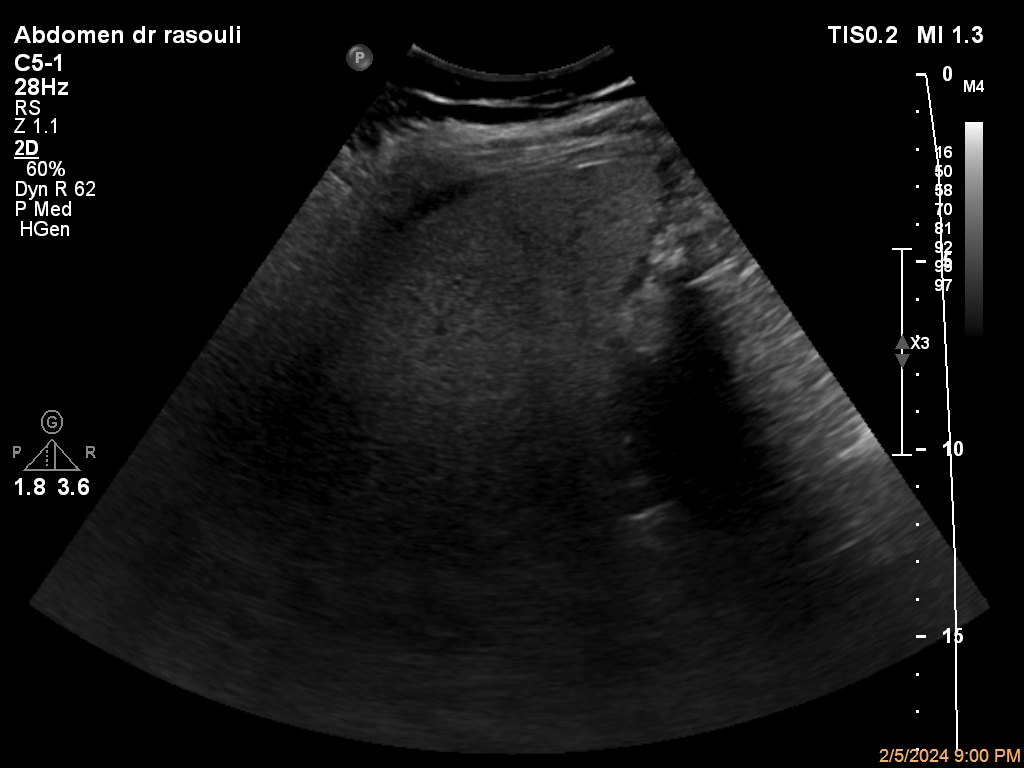 Abdomen dr rasouli
TIS0.2 MI 1.3
C5-1
28Hz
RS
Z 1.1
2D
60%
Dyn R 62
P Med
HGen
P
0
M4
16
50
58
70
81
92
97
X3
G
P R
1.8 3.6
10
15
2/5/2024 9:00 PM